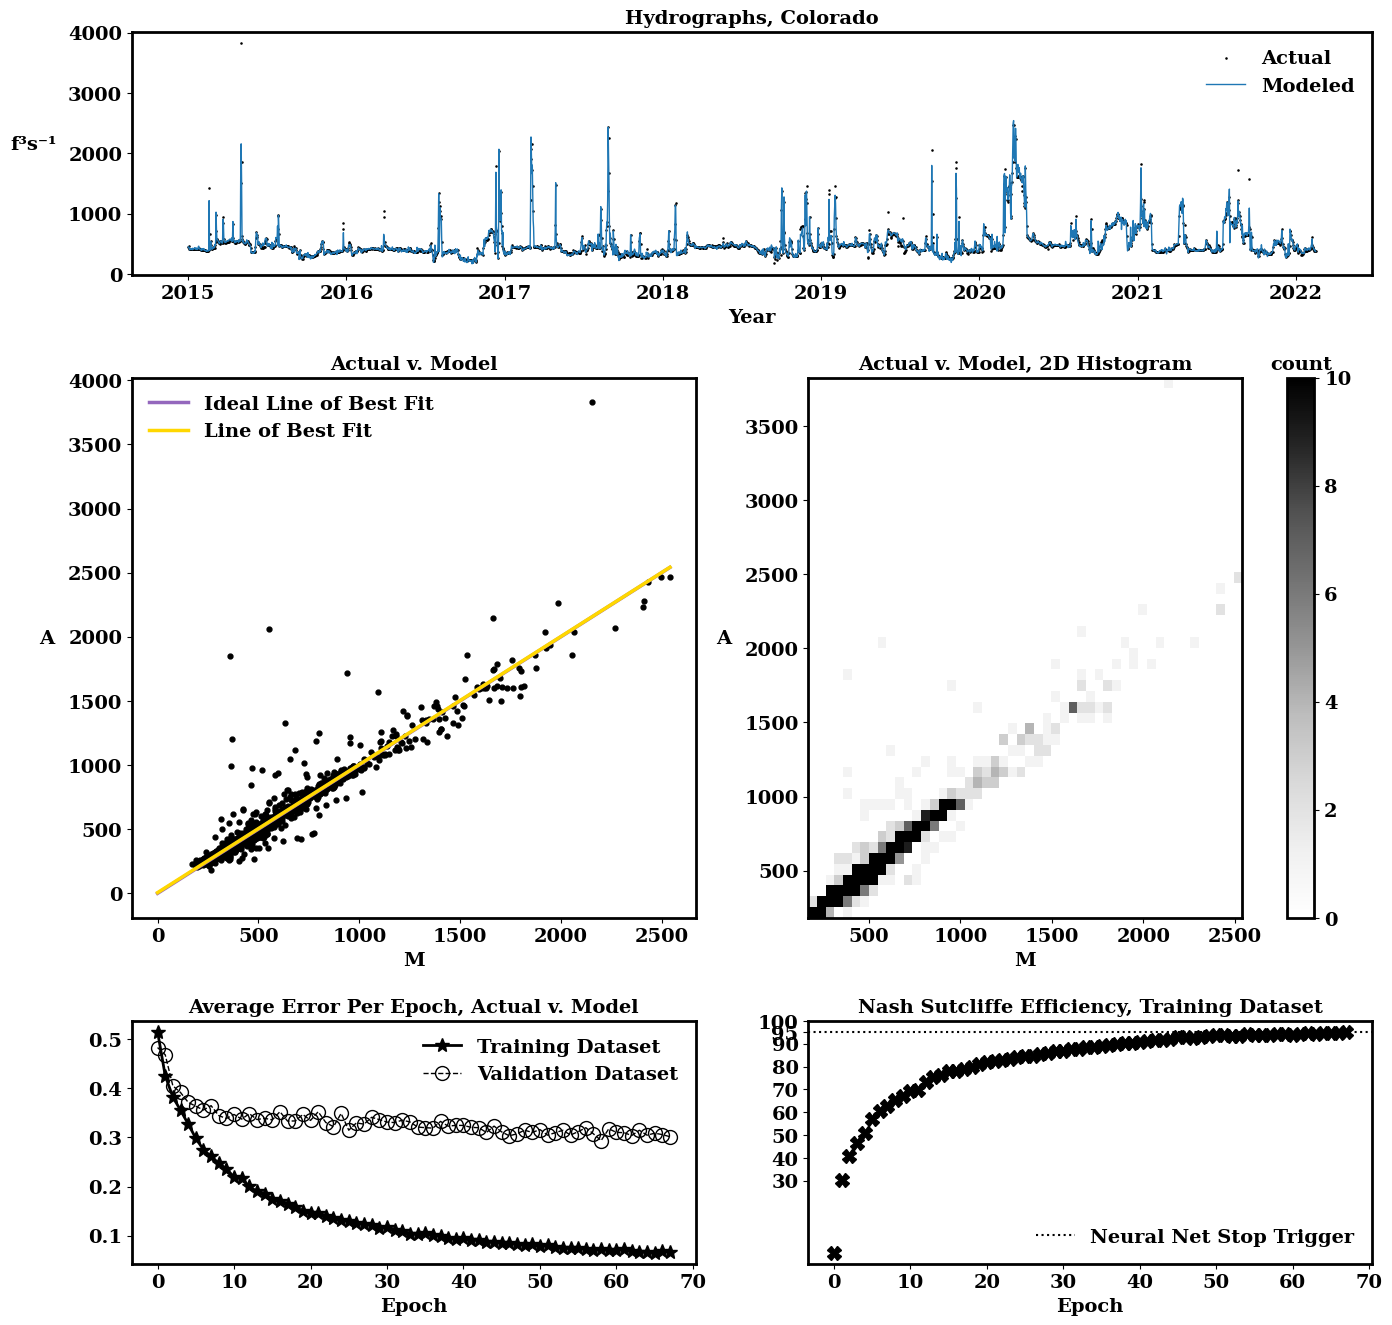 Hydrographs, Colorado
4000
3000
2000
1000
0
f³s⁻¹
Actual
Modeled
2015 2016 2017 2018 2019 2020 2021 2022
Year
Actual v. Model
4000
3500
3000
2500
2000
1500
1000
500
0
A
Ideal Line of Best Fit
Line of Best Fit
0 500 1000 1500 2000 2500
M
Actual v. Model, 2D Histogram
3500
3000
2500
2000
1500
1000
500
A
500 1000 1500 2000 2500
M
count
10
8
6
4
2
0
Average Error Per Epoch, Actual v. Model
0.5
0.4
0.3
0.2
0.1
Training Dataset
Validation Dataset
0 10 20 30 40 50 60 70
Epoch
Nash Sutcliffe Efficiency, Training Dataset
100
95
90
80
70
60
50
40
30
Neural Net Stop Trigger
0 10 20 30 40 50 60 70
Epoch